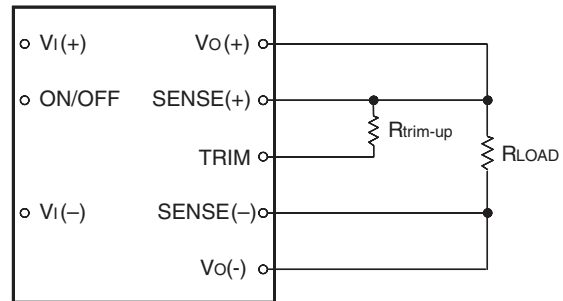 VI(+) VO(+)
ON/OFF SENSE(+)
Rtrim-up
TRIM RLOAD
VI(–) SENSE(–)
VO(-)